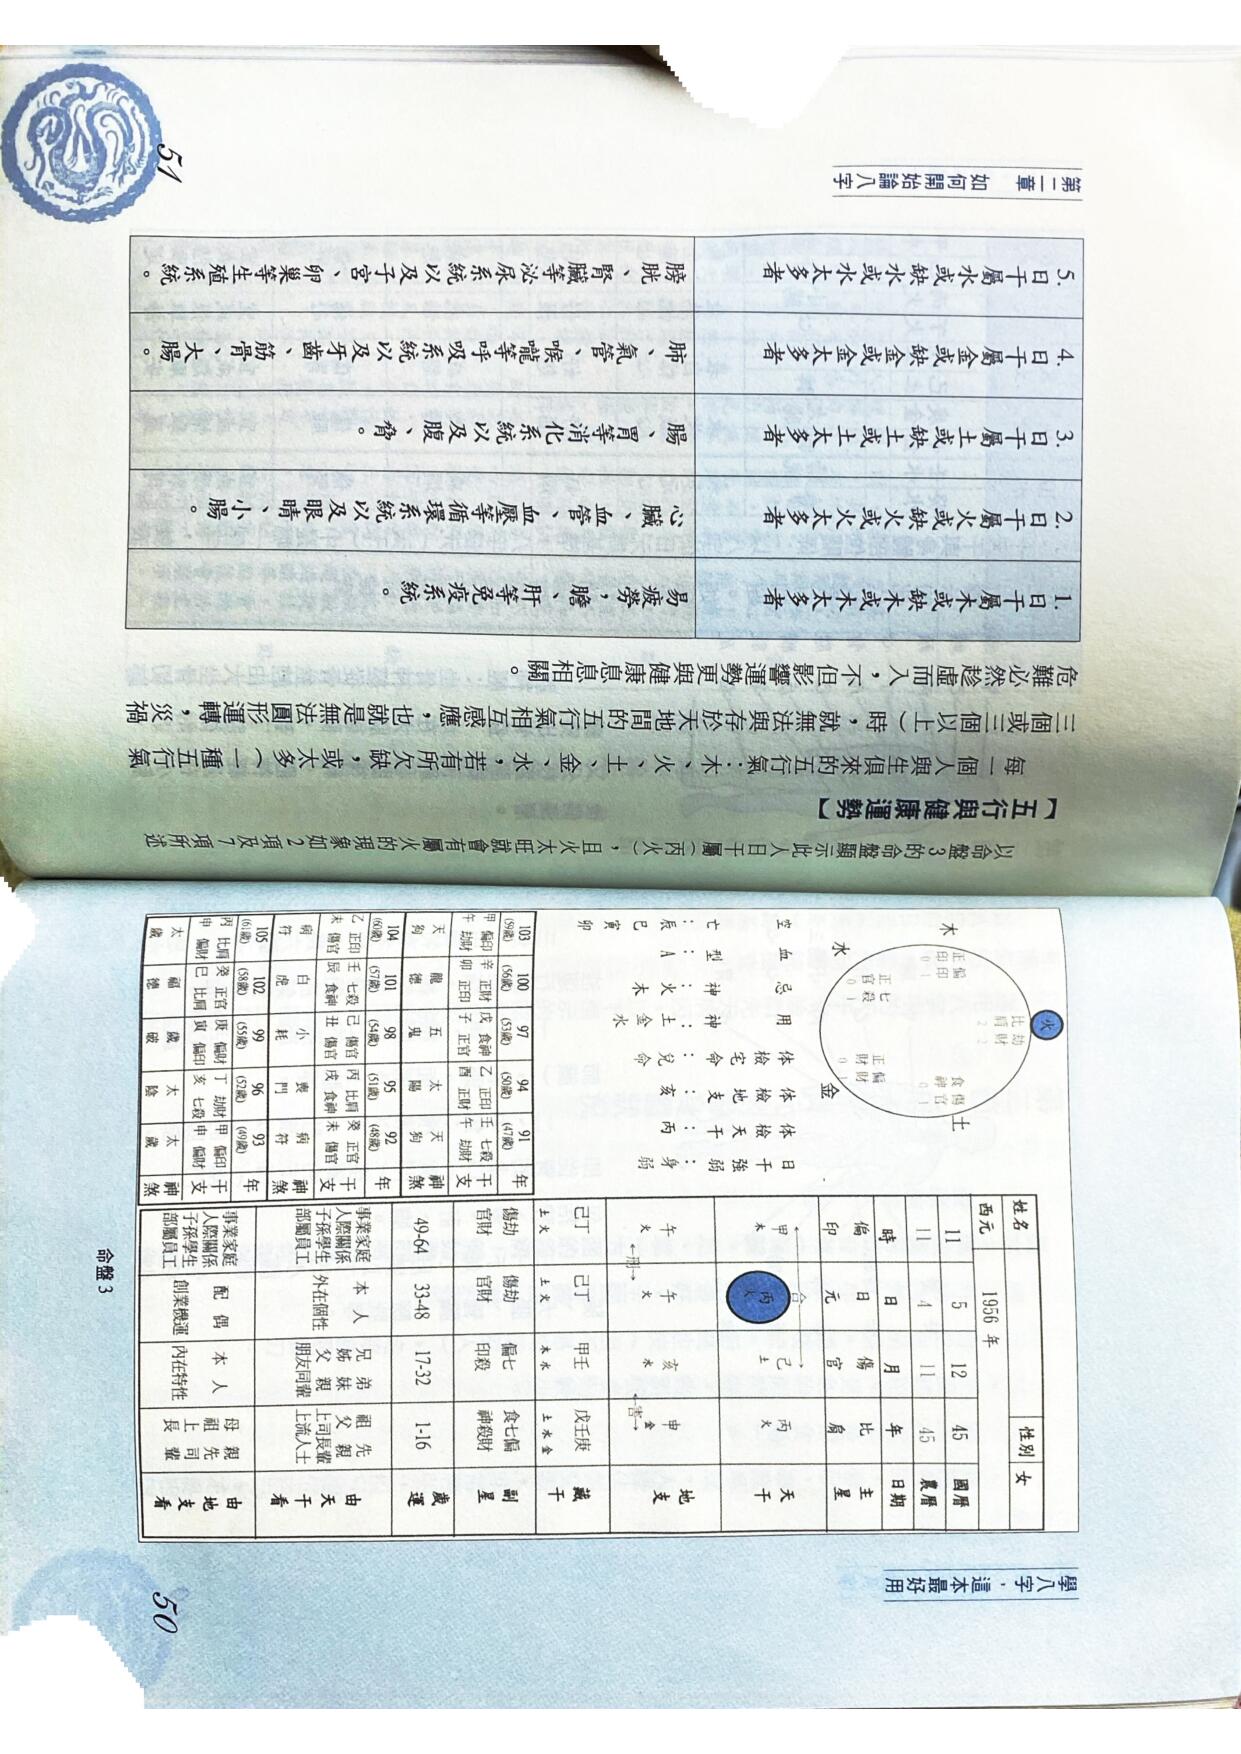 學八字，這本最好用
姓名 性別 女
西元 1956 年
11 5 12 45 國曆
11 4 11 45 農曆
時 日 月 年 日期
偏印 日元 傷官 比肩 主星
合
甲木 丙火 己土 丙火 天干
午火 午火 亥水 申金 地支
←刑→ ←害→
己丁 己丁 甲壬 戊壬庚 藏干
土火 土火 木水 土水金
傷劫 傷劫 偏七 食七偏 副星
官財 官財 印殺 神殺財
49-64 33-48 17-32 1-16 歲運
事業家庭 本人 兄弟 祖先 由天干看
人際關係 姊妹 父親
子孫學生 外在個性 父親 上司長輩
部屬員工 朋友同輩 上流人士
事業家庭 配偶 本人 母親 由地支看
人際關係 祖先
子孫學生 創業機運 內在特性 上司
部屬員工 長輩
火
比肩2 劫財2
木
正印0 偏印1
土
食神0 傷官1
水
正官0 七殺1
金
正財0 偏財1
日干強弱：身弱
體檢天干：丙
體檢地支：亥
體檢宅命：兌命
用神：土金水
忌神：火木
血型：A
空亡：辰巳寅卯
103 100 97 94 91 年
(59歲) (56歲) (53歲) (50歲) (47歲)
甲 偏印 辛 正財 戊 食神 乙 正印 壬 七殺 干支
午 劫財 卯 正印 子 正官 酉 正財 午 劫財
天狗 龍德 五鬼 太陽 天狗 神煞
104 101 98 95 92 年
(60歲) (57歲) (54歲) (51歲) (48歲)
乙 正印 壬 七殺 己 傷官 丙 比肩 癸 正官 干支
未 傷官 辰 食神 丑 傷官 戌 食神 未 傷官
病符 白虎 小耗 喪門 病符 神煞
105 102 99 96 93 年
(61歲) (58歲) (55歲) (52歲) (49歲)
丙 比肩 癸 正官 庚 偏財 丁 劫財 甲 偏印 干支
申 偏財 巳 比肩 寅 偏印 亥 七殺 申 偏財
太歲 福德 歲破 太陰 太歲 神煞
命盤3
50
以命盤3的命盤顯示此人日干屬（丙火），且火太旺就會有屬火的現象如2項及7項所述
【五行與健康運勢】
每一個人與生俱來的五行氣：木、火、土、金、水，若有所欠缺，或太多（一種五行氣
三個或三個以上）時，就無法與存於天地間的五行氣相互感應，也就是無法圓形運轉，災禍
危難必然趁虛而入，不但影響運勢更與健康息息相關。
1.日干屬木或缺木或木太多者
易疲勞，膽、肝等免疫系統。
2.日干屬火或缺火或火太多者
心臟、血管、血壓等循環系統以及眼睛、小腸。
3.日干屬土或缺土或土太多者
腸、胃等消化系統以及腹、脅。
4.日干屬金或缺金或金太多者
肺、氣管、喉嚨等呼吸系統以及牙齒、筋骨、大腸。
5.日干屬水或缺水或水太多者
膀胱、腎臟等泌尿系統以及子宮、卵巢等生殖系統。
第二章 如何開始論八字
51